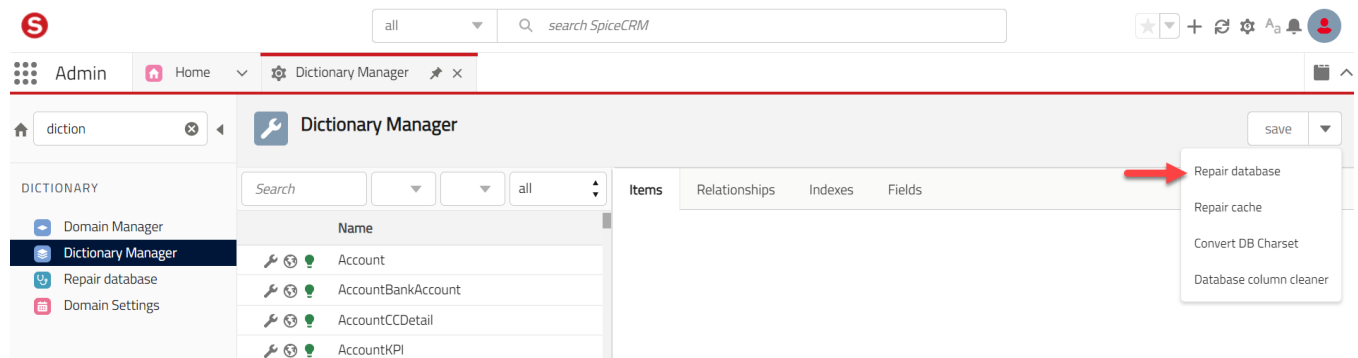 S
all
search SpiceCRM
Aa
Admin
Home
Dictionary Manager
diction
Dictionary Manager
save
Repair database
Repair cache
Convert DB Charset
Database column cleaner
DICTIONARY
Domain Manager
Dictionary Manager
Repair database
Domain Settings
Search
all
Name
Account
AccountBankAccount
AccountCCDetail
AccountKPI
Items
Relationships
Indexes
Fields